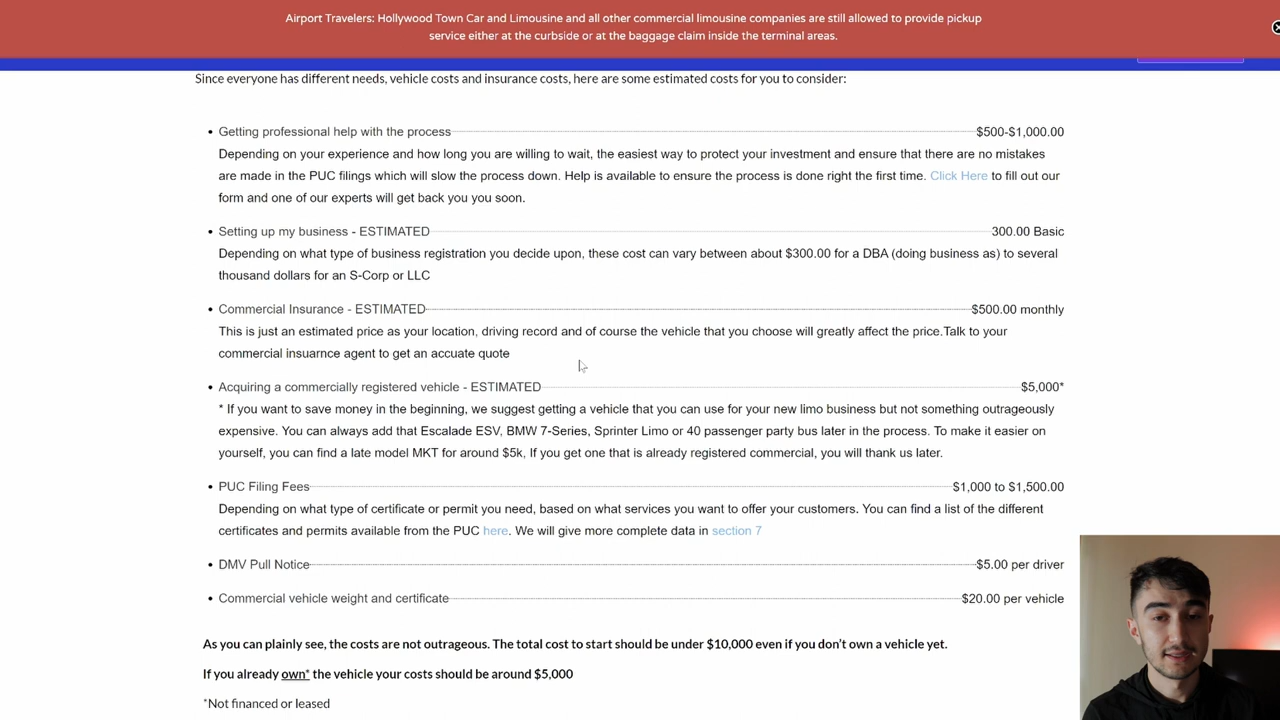 Airport Travelers: Hollywood Town Car and Limousine and all other commercial limousine companies are still allowed to provide pickup
service either at the curbside or at the baggage claim inside the terminal areas.
Since everyone has different needs, vehicle costs and insurance costs, here are some estimated costs for you to consider:
• Getting professional help with the process $500-$1,000.00
Depending on your experience and how long you are willing to wait, the easiest way to protect your investment and ensure that there are no mistakes
are made in the PUC filings which will slow the process down. Help is available to ensure the process is done right the first time. Click Here to fill out our
form and one of our experts will get back you you soon.
• Setting up my business - ESTIMATED 300.00 Basic
Depending on what type of business registration you decide upon, these cost can vary between about $300.00 for a DBA (doing business as) to several
thousand dollars for an S-Corp or LLC
• Commercial Insurance - ESTIMATED $500.00 monthly
This is just an estimated price as your location, driving record and of course the vehicle that you choose will greatly affect the price.Talk to your
commercial insuarnce agent to get an accuate quote
• Acquiring a commercially registered vehicle - ESTIMATED $5,000*
* If you want to save money in the beginning, we suggest getting a vehicle that you can use for your new limo business but not something outrageously
expensive. You can always add that Escalade ESV, BMW 7-Series, Sprinter Limo or 40 passenger party bus later in the process. To make it easier on
yourself, you can find a late model MKT for around $5k, If you get one that is already registered commercial, you will thank us later.
• PUC Filing Fees $1,000 to $1,500.00
Depending on what type of certificate or permit you need, based on what services you want to offer your customers. You can find a list of the different
certificates and permits available from the PUC here. We will give more complete data in section 7
• DMV Pull Notice $5.00 per driver
• Commercial vehicle weight and certificate $20.00 per vehicle
As you can plainly see, the costs are not outrageous. The total cost to start should be under $10,000 even if you don't own a vehicle yet.
If you already own* the vehicle your costs should be around $5,000
*Not financed or leased